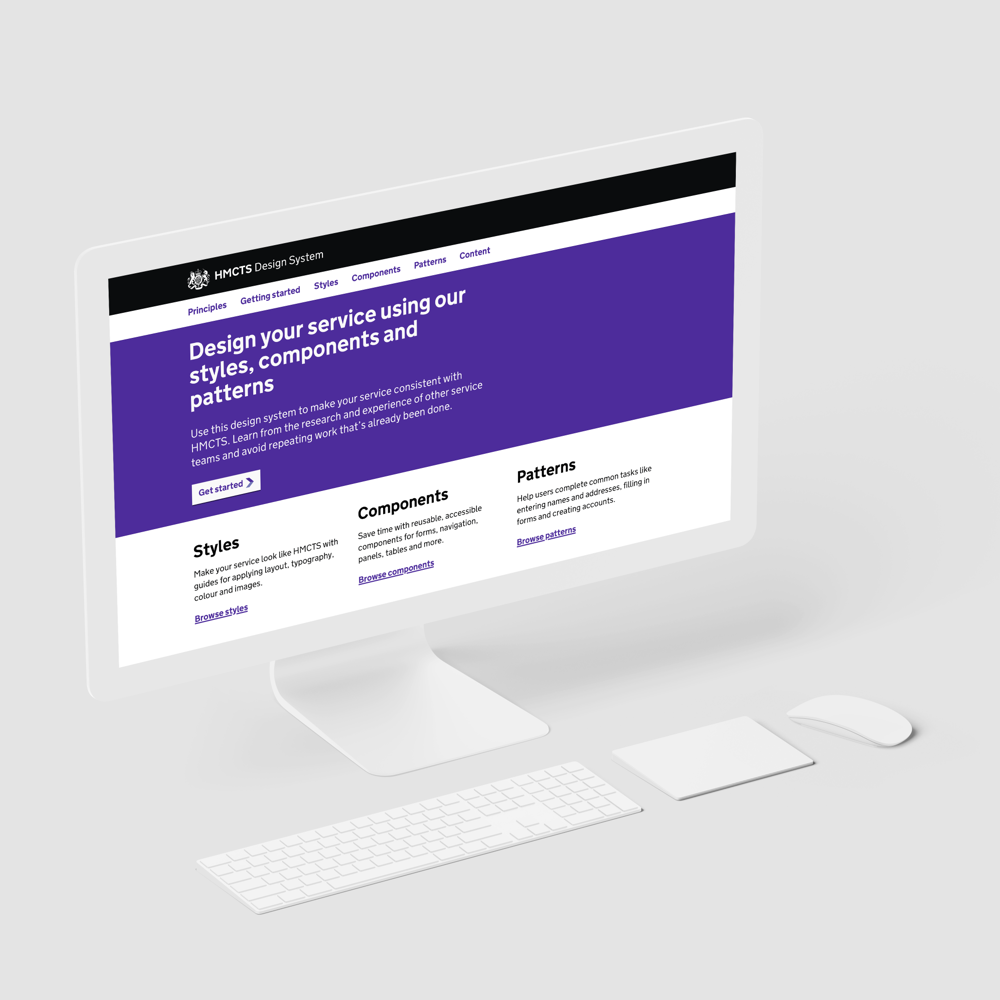 HMCTS Design System
Principles Getting started Styles Components Patterns Content
Design your service using our
styles, components and
patterns
Use this design system to make your service consistent with
HMCTS. Learn from the research and experience of other service
teams and avoid repeating work that's already been done.
Get started
Styles
Make your service look like HMCTS with
guides for applying layout, typography,
colour and images.
Browse styles
Components
Save time with reusable, accessible
components for forms, navigation,
panels, tables and more.
Browse components
Patterns
Help users complete common tasks like
entering names and addresses, filling in
forms and creating accounts.
Browse patterns